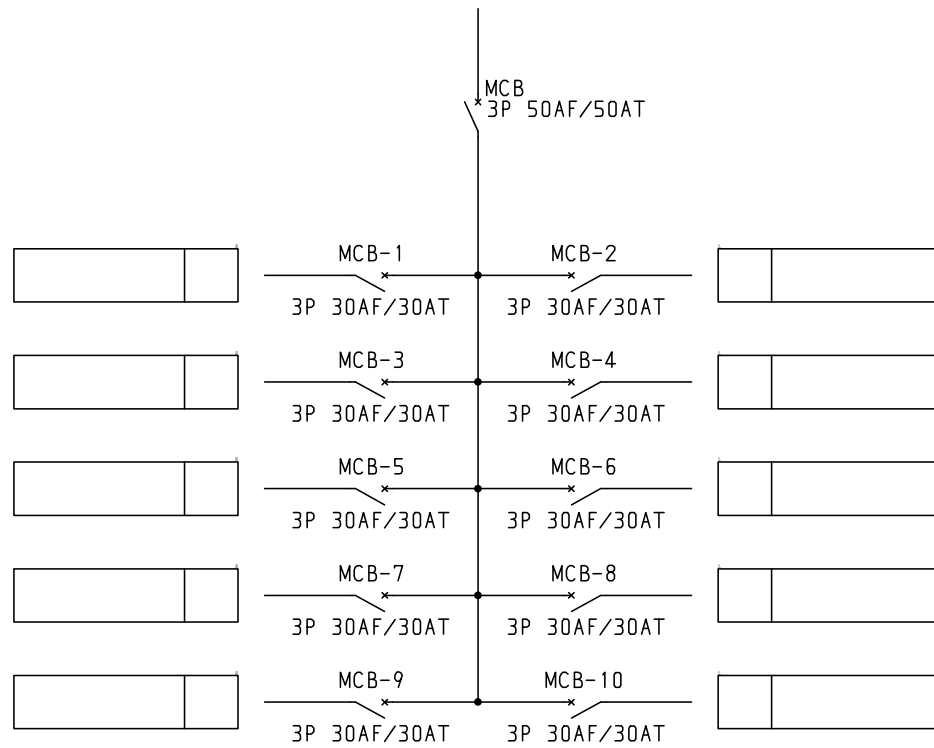 MCB
3P 50AF/50AT
MCB-1
MCB-2
3P 30AF/30AT
3P 30AF/30AT
MCB-3
MCB-4
3P 30AF/30AT
3P 30AF/30AT
MCB-5
MCB-6
3P 30AF/30AT
3P 30AF/30AT
MCB-7
MCB-8
3P 30AF/30AT
3P 30AF/30AT
MCB-9
MCB-10
3P 30AF/30AT
3P 30AF/30AT